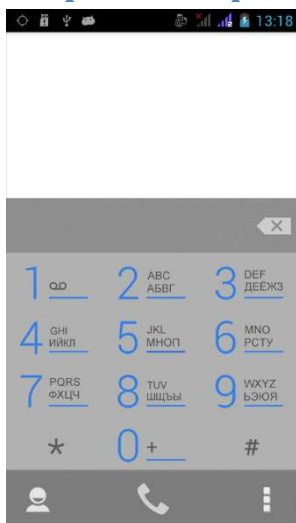 13:18
1
2 ABC
АБВГ
3 DEF
ДЕЁЖЗ
4 GHI
ИЙКЛ
5 JKL
МНОП
6 MNO
РСТУ
7 PQRS
ФХЦЧ
8 TUV
ШЩЪЫ
9 WXYZ
ЬЭЮЯ
*
0 +
#